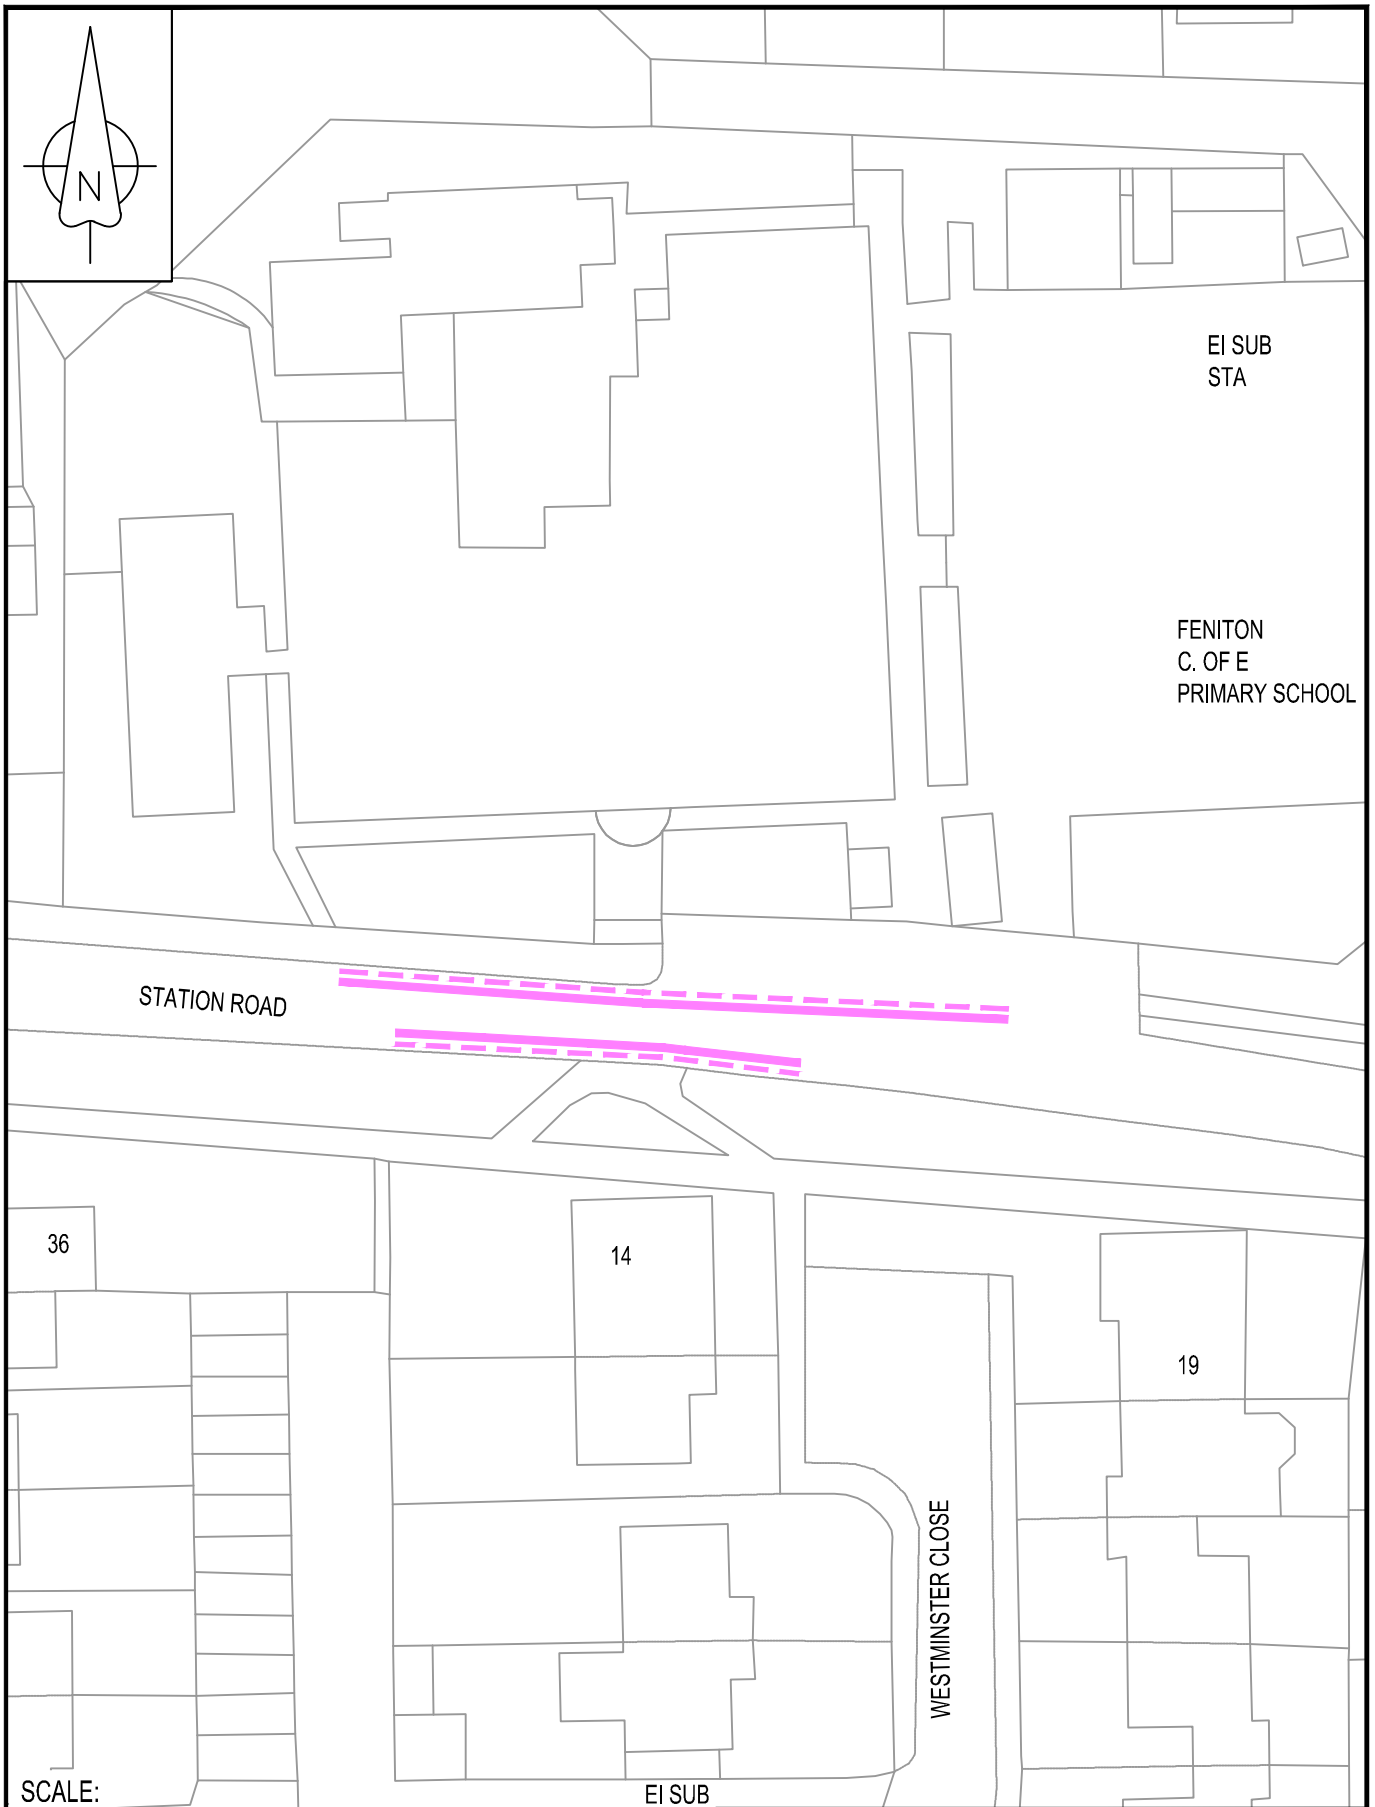 N
EI SUB
STA
FENITON
C. OF E
PRIMARY SCHOOL
STATION ROAD
36
14
19
WESTMINSTER CLOSE
SCALE:
EI SUB